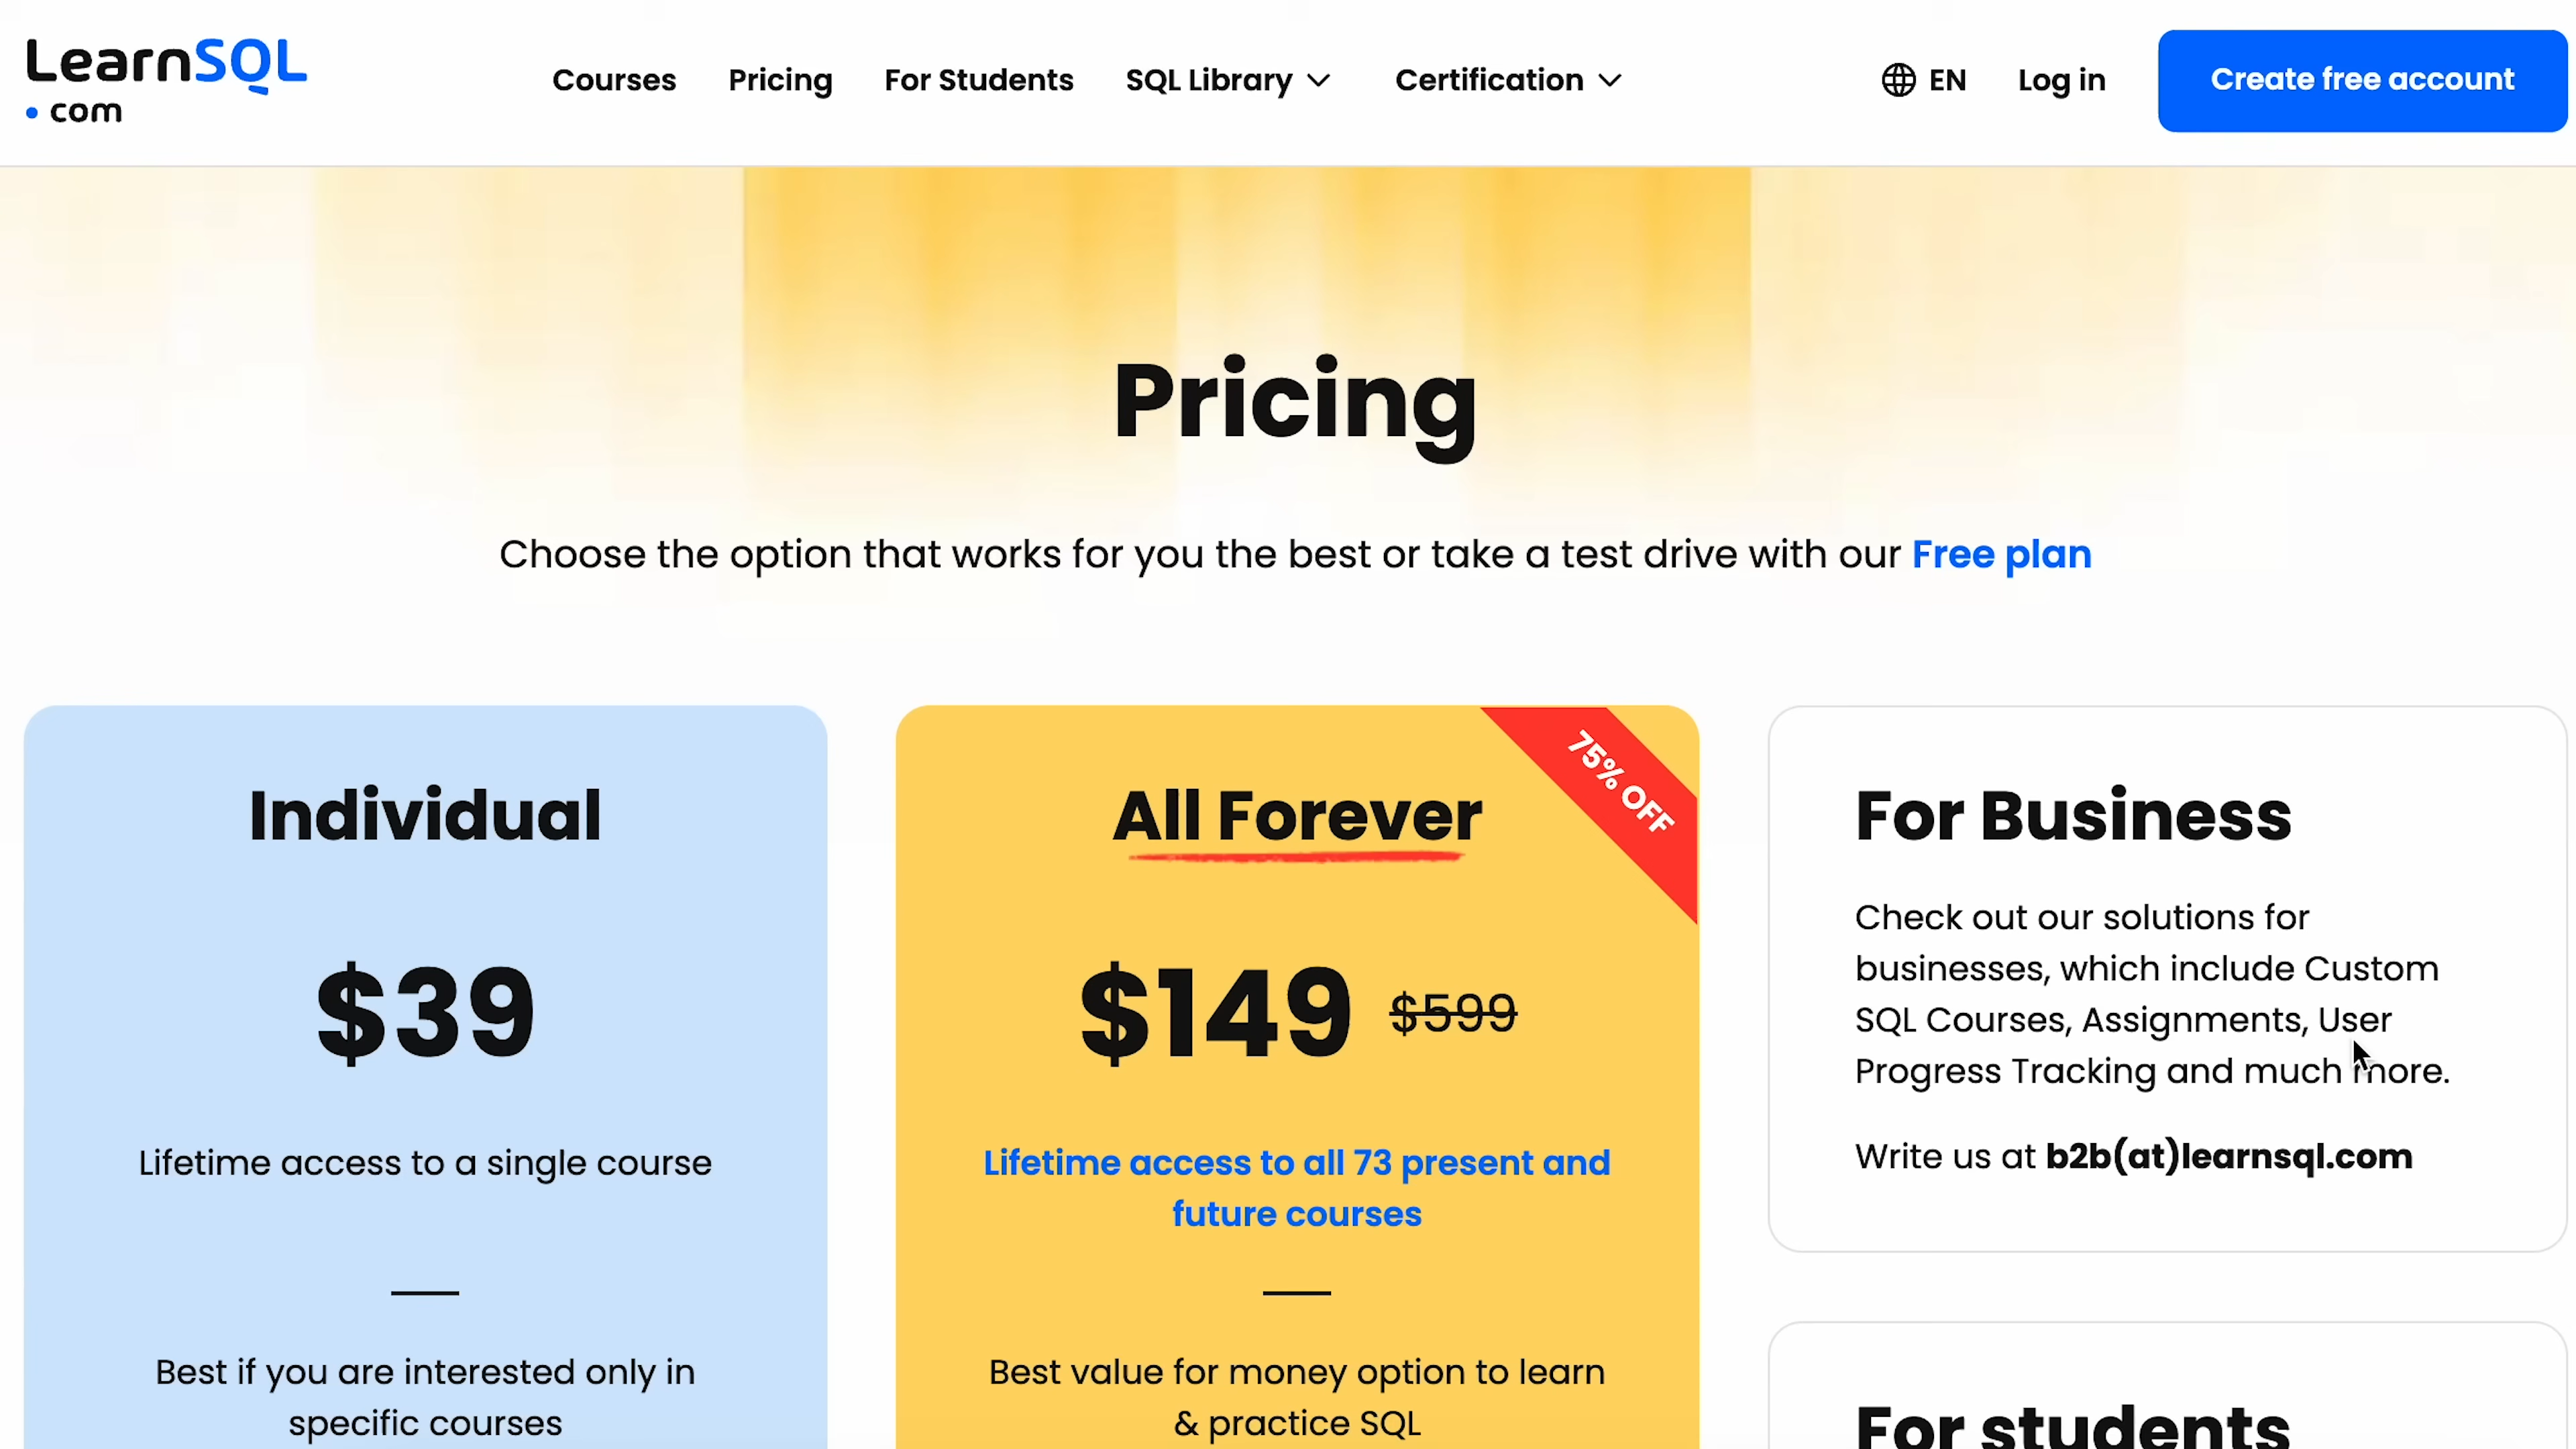 LearnSQL
• com
Courses
Pricing
For Students
SQL Library
Certification
EN
Log in
Create free account
Pricing
Choose the option that works for you the best or take a test drive with our Free plan
Individual
$39
Lifetime access to a single course
Best if you are interested only in
specific courses
75% OFF
All Forever
$149 $599
Lifetime access to all 73 present and
future courses
Best value for money option to learn
& practice SQL
For Business
Check out our solutions for
businesses, which include Custom
SQL Courses, Assignments, User
Progress Tracking and much more.
Write us at b2b(at)learnsql.com
For students